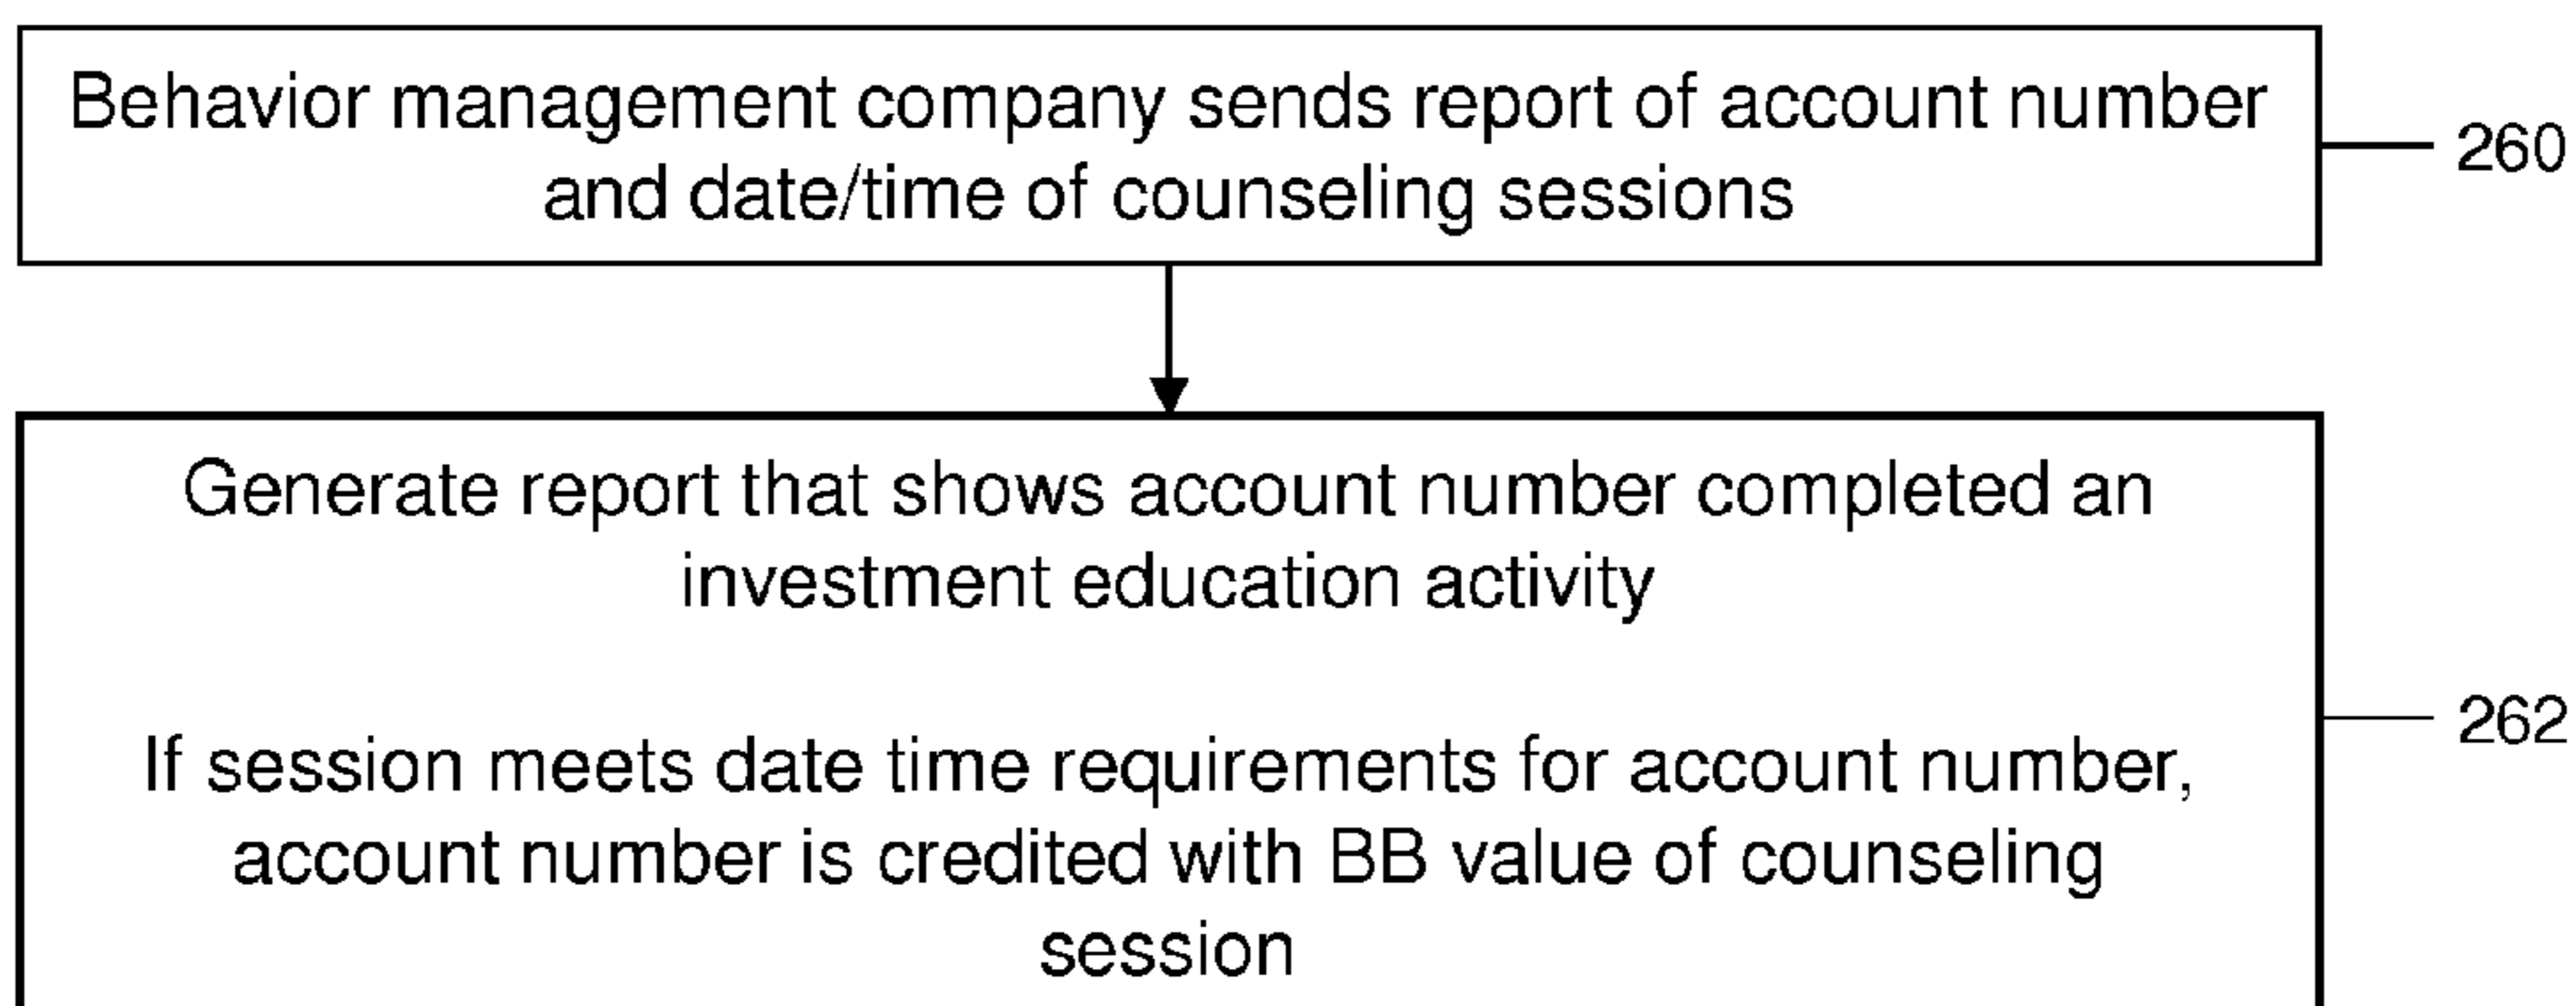 Behavior management company sends report of account number
and date/time of counseling sessions
260
Generate report that shows account number completed an
investment education activity
If session meets date time requirements for account number,
account number is credited with BB value of counseling
session
262